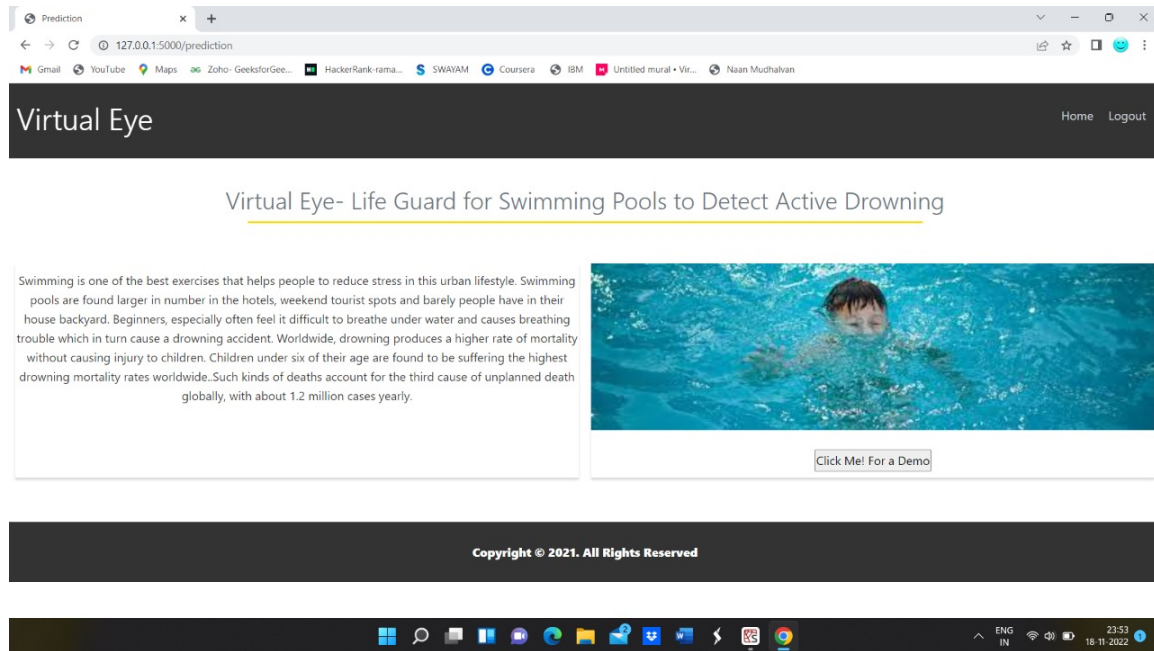 Prediction
127.0.0.1:5000/prediction
Gmail YouTube Maps Zoho- GeeksforGee... HackerRank-rama... SWAYAM Coursera IBM Untitled mural • Vir... Naan Mudhalvan
Virtual Eye Home Logout
Virtual Eye- Life Guard for Swimming Pools to Detect Active Drowning
Swimming is one of the best exercises that helps people to reduce stress in this urban lifestyle. Swimming
pools are found larger in number in the hotels, weekend tourist spots and barely people have in their
house backyard. Beginners, especially often feel it difficult to breathe under water and causes breathing
trouble which in turn cause a drowning accident. Worldwide, drowning produces a higher rate of mortality
without causing injury to children. Children under six of their age are found to be suffering the highest
drowning mortality rates worldwide..Such kinds of deaths account for the third cause of unplanned death
globally, with about 1.2 million cases yearly.
Click Me! For a Demo
Copyright © 2021. All Rights Reserved
ENG
IN
23:53
18-11-2022